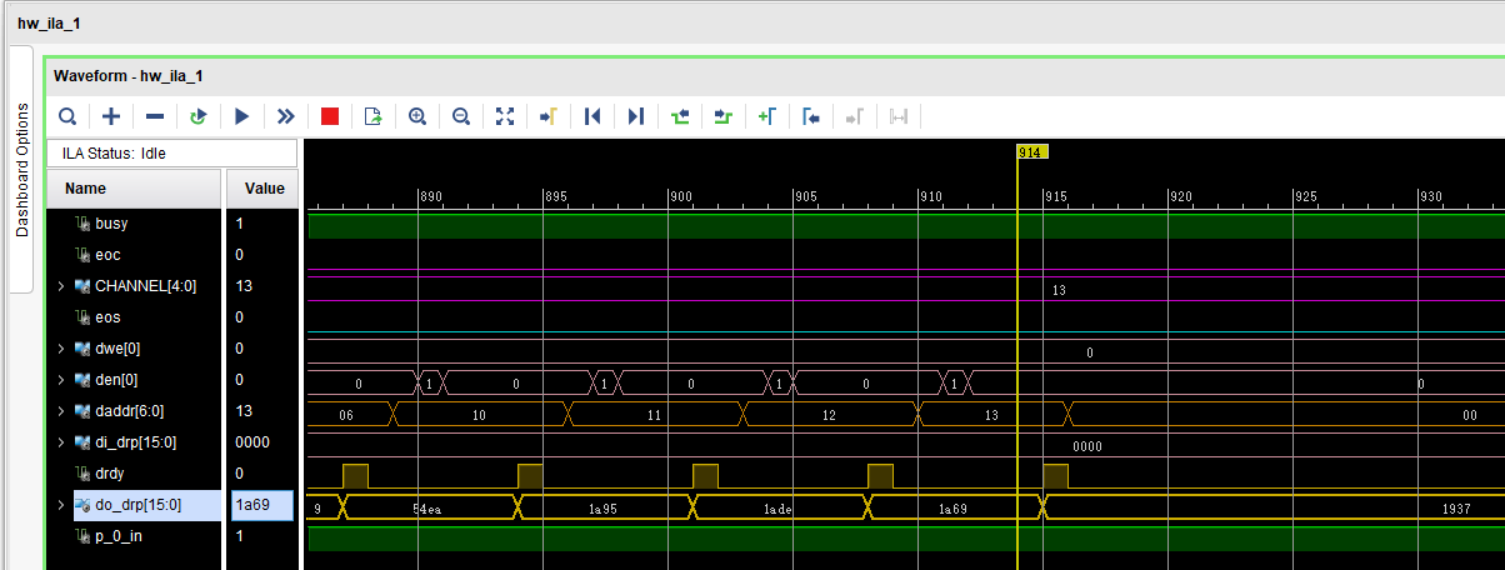 hw_ila_1
Dashboard Options
Waveform - hw_ila_1
ILA Status: Idle
914
Name Value
890 895 900 905 910 915 920 925 930
busy 1
eoc 0
CHANNEL[4:0] 13 13
eos 0
dwe[0] 0 0
den[0] 0 0 1 0 1 0 1 0 1 0
daddr[6:0] 13 06 10 11 12 13 00
di_drp[15:0] 0000 0000
drdy 0
do_drp[15:0] 1a69 9 54ea 1a95 1ade 1a69 1937
p_0_in 1